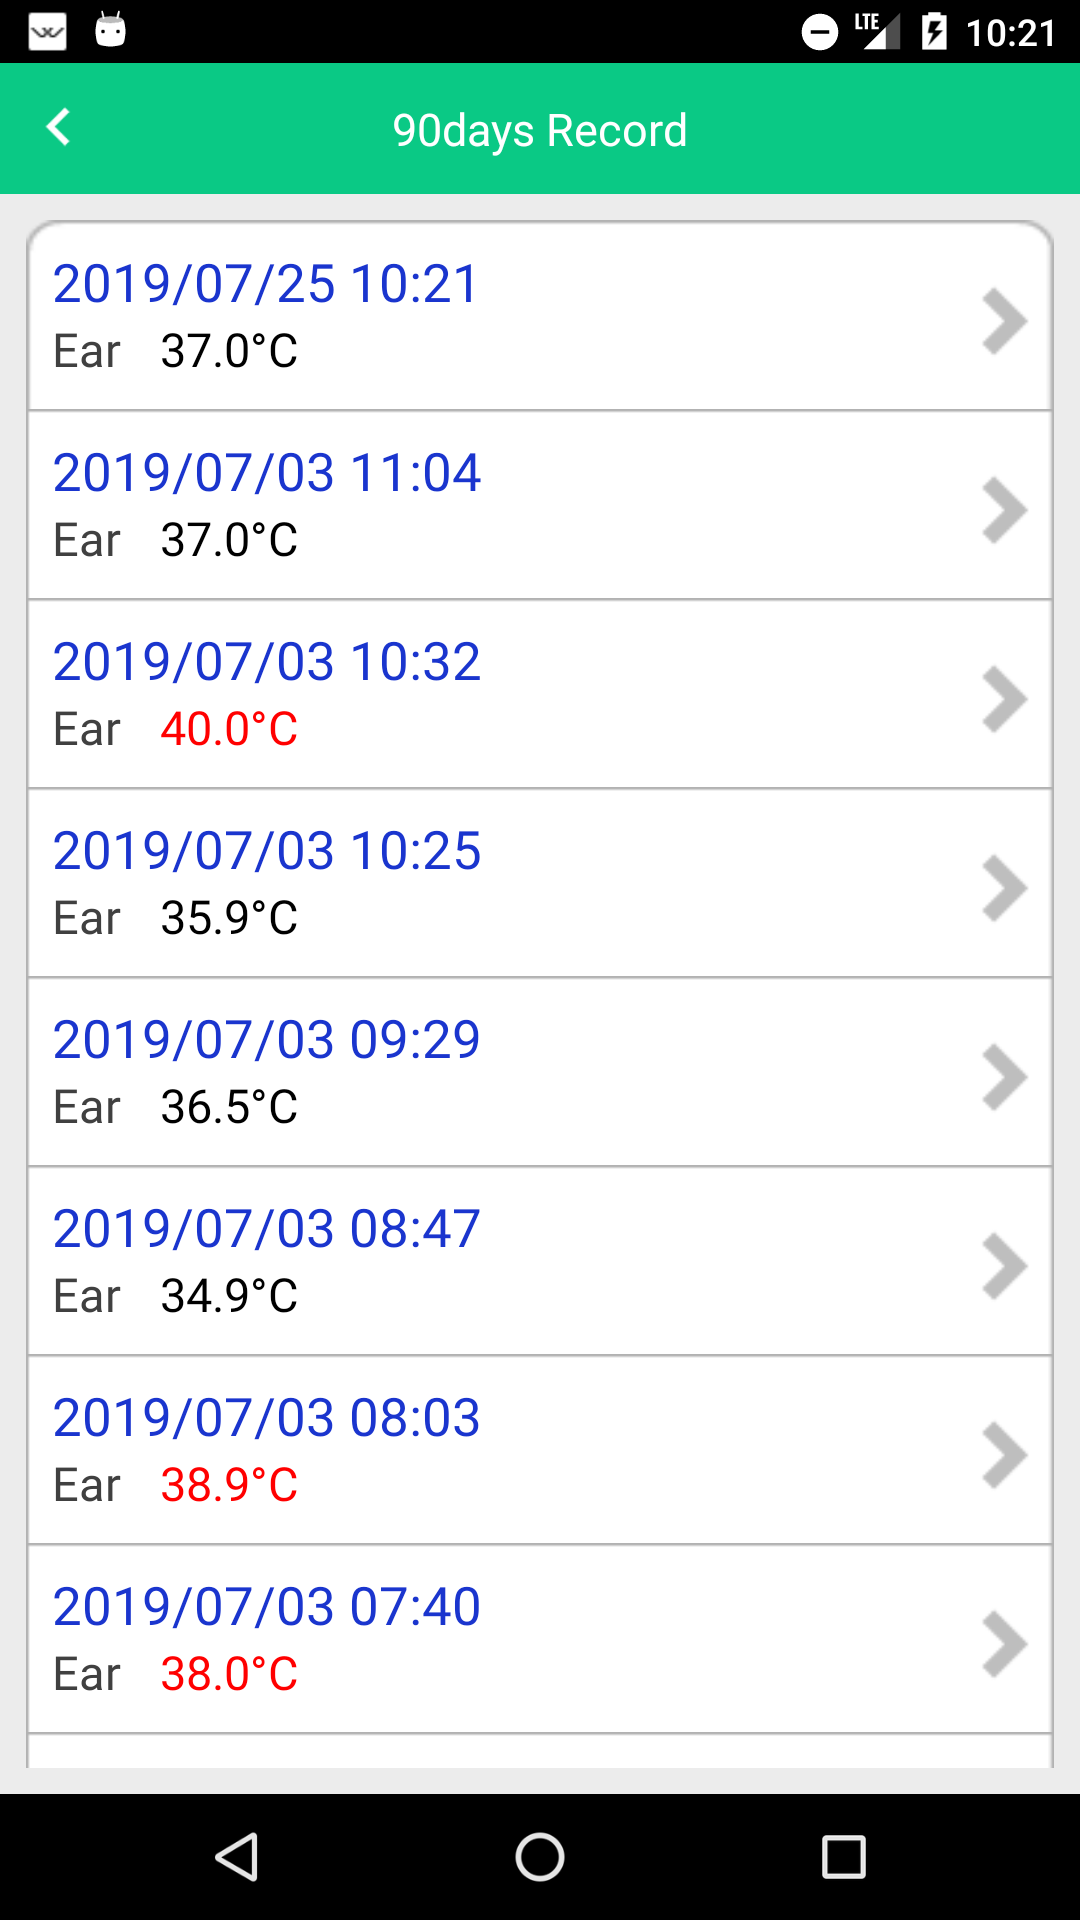 LTE 10:21
90days Record
2019/07/25 10:21
Ear 37.0°C
2019/07/03 11:04
Ear 37.0°C
2019/07/03 10:32
Ear 40.0°C
2019/07/03 10:25
Ear 35.9°C
2019/07/03 09:29
Ear 36.5°C
2019/07/03 08:47
Ear 34.9°C
2019/07/03 08:03
Ear 38.9°C
2019/07/03 07:40
Ear 38.0°C